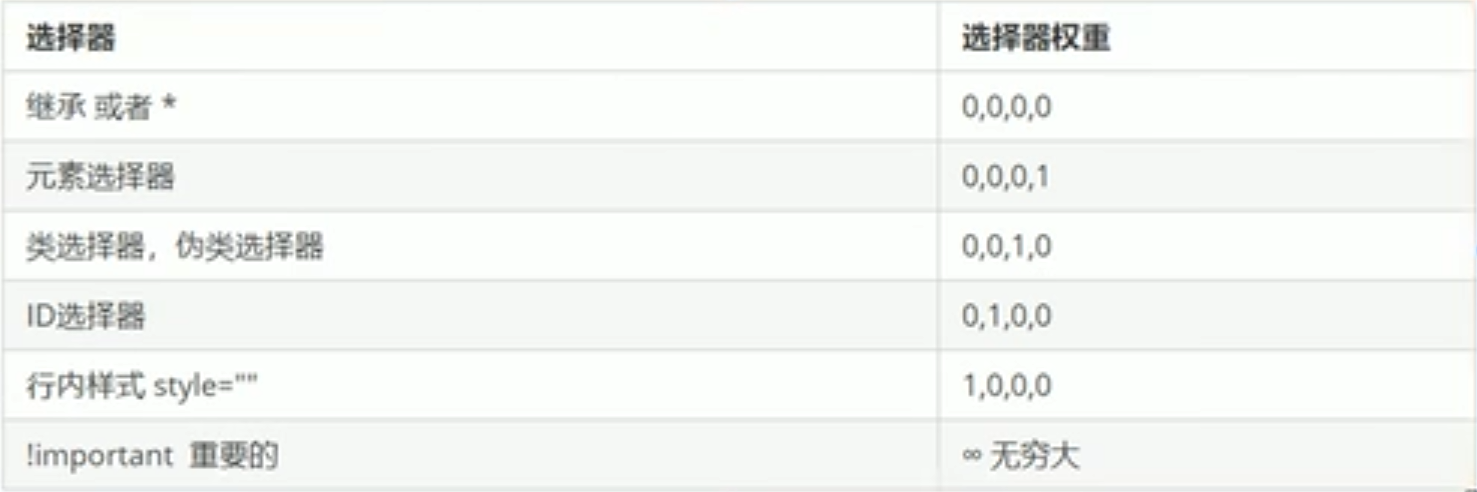 选择器 选择器权重
继承 或者 * 0,0,0,0
元素选择器 0,0,0,1
类选择器，伪类选择器 0,0,1,0
ID选择器 0,1,0,0
行内样式 style="" 1,0,0,0
!important 重要的 ∞ 无穷大